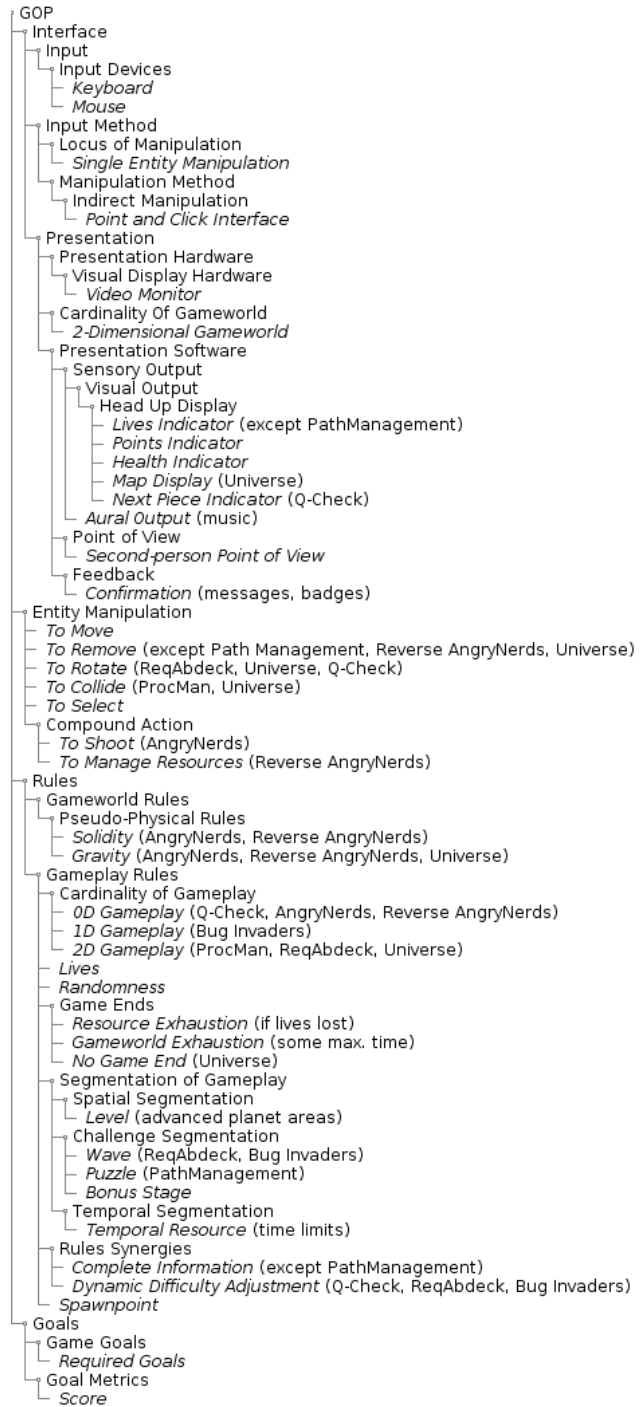 GOP
Interface
Input
Input Devices
Keyboard
Mouse
Input Method
Locus of Manipulation
Single Entity Manipulation
Manipulation Method
Indirect Manipulation
Point and Click Interface
Presentation
Presentation Hardware
Visual Display Hardware
Video Monitor
Cardinality Of Gameworld
2-Dimensional Gameworld
Presentation Software
Sensory Output
Visual Output
Head Up Display
Lives Indicator (except PathManagement)
Points Indicator
Health Indicator
Map Display (Universe)
Next Piece Indicator (Q-Check)
Aural Output (music)
Point of View
Second-person Point of View
Feedback
Confirmation (messages, badges)
Entity Manipulation
To Move
To Remove (except Path Management, Reverse AngryNerds, Universe)
To Rotate (ReqAbdeck, Universe, Q-Check)
To Collide (ProcMan, Universe)
To Select
Compound Action
To Shoot (AngryNerds)
To Manage Resources (Reverse AngryNerds)
Rules
Gameworld Rules
Pseudo-Physical Rules
Solidity (AngryNerds, Reverse AngryNerds)
Gravity (AngryNerds, Reverse AngryNerds, Universe)
Gameplay Rules
Cardinality of Gameplay
0D Gameplay (Q-Check, AngryNerds, Reverse AngryNerds)
1D Gameplay (Bug Invaders)
2D Gameplay (ProcMan, ReqAbdeck, Universe)
Lives
Randomness
Game Ends
Resource Exhaustion (if lives lost)
Gameworld Exhaustion (some max. time)
No Game End (Universe)
Segmentation of Gameplay
Spatial Segmentation
Level (advanced planet areas)
Challenge Segmentation
Wave (ReqAbdeck, Bug Invaders)
Puzzle (PathManagement)
Bonus Stage
Temporal Segmentation
Temporal Resource (time limits)
Rules Synergies
Complete Information (except PathManagement)
Dynamic Difficulty Adjustment (Q-Check, ReqAbdeck, Bug Invaders)
Spawnpoint
Goals
Game Goals
Required Goals
Goal Metrics
Score